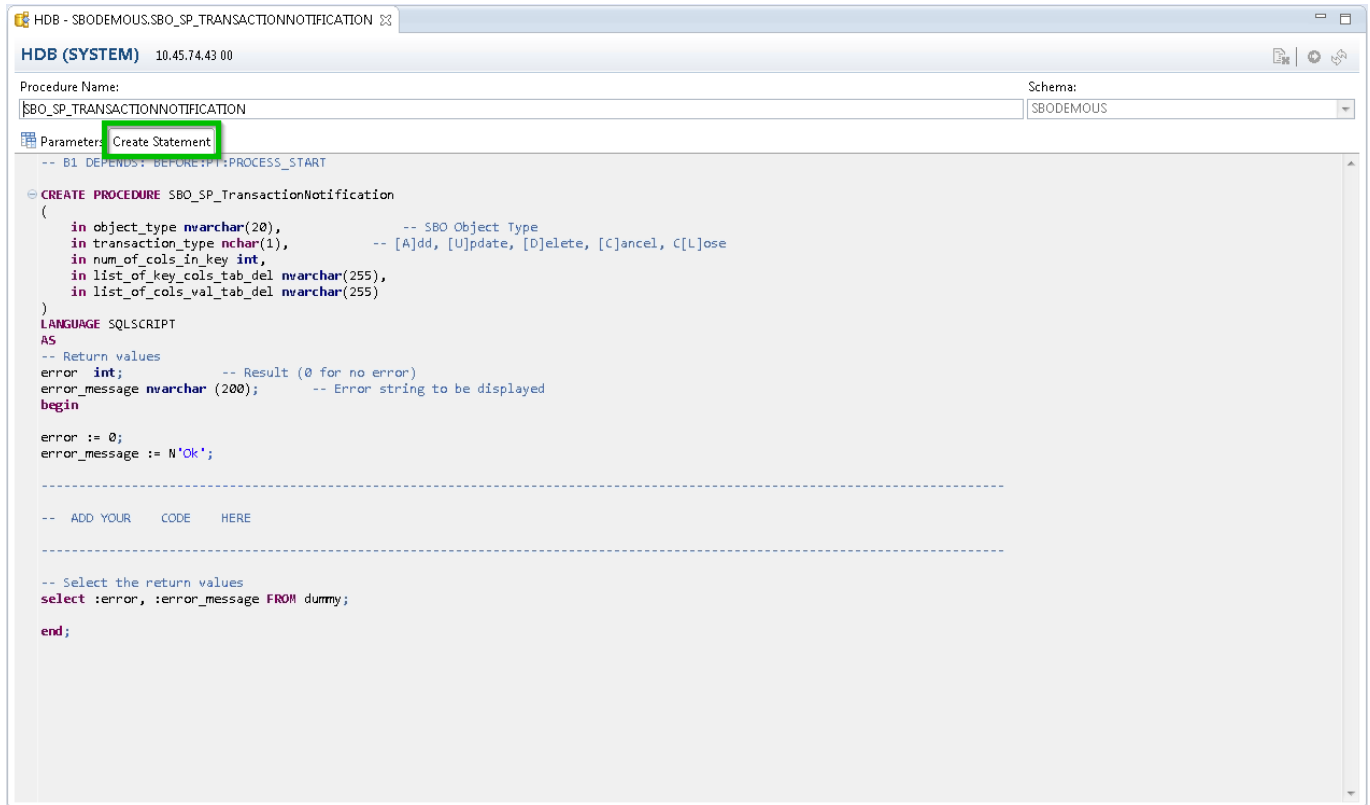 HDB - SBODEMOUS.SBO_SP_TRANSACTIONNOTIFICATION
HDB (SYSTEM) 10.45.74.43 00
Procedure Name:
Schema:
SBO_SP_TRANSACTIONNOTIFICATION
SBODEMOUS
Parameters Create Statement
-- B1 DEPENDS: BEFORE:PT:PROCESS_START
CREATE PROCEDURE SBO_SP_TransactionNotification
(
in object_type nvarchar(20), -- SBO Object Type
in transaction_type nchar(1), -- [A]dd, [U]pdate, [D]elete, [C]ancel, C[L]ose
in num_of_cols_in_key int,
in list_of_key_cols_tab_del nvarchar(255),
in list_of_cols_val_tab_del nvarchar(255)
)
LANGUAGE SQLSCRIPT
AS
-- Return values
error int; -- Result (0 for no error)
error_message nvarchar (200); -- Error string to be displayed
begin
error := 0;
error_message := N'Ok';
--------------------------------------------------------------------------------------------------------------------------------
-- ADD YOUR CODE HERE
--------------------------------------------------------------------------------------------------------------------------------
-- Select the return values
select :error, :error_message FROM dummy;
end;